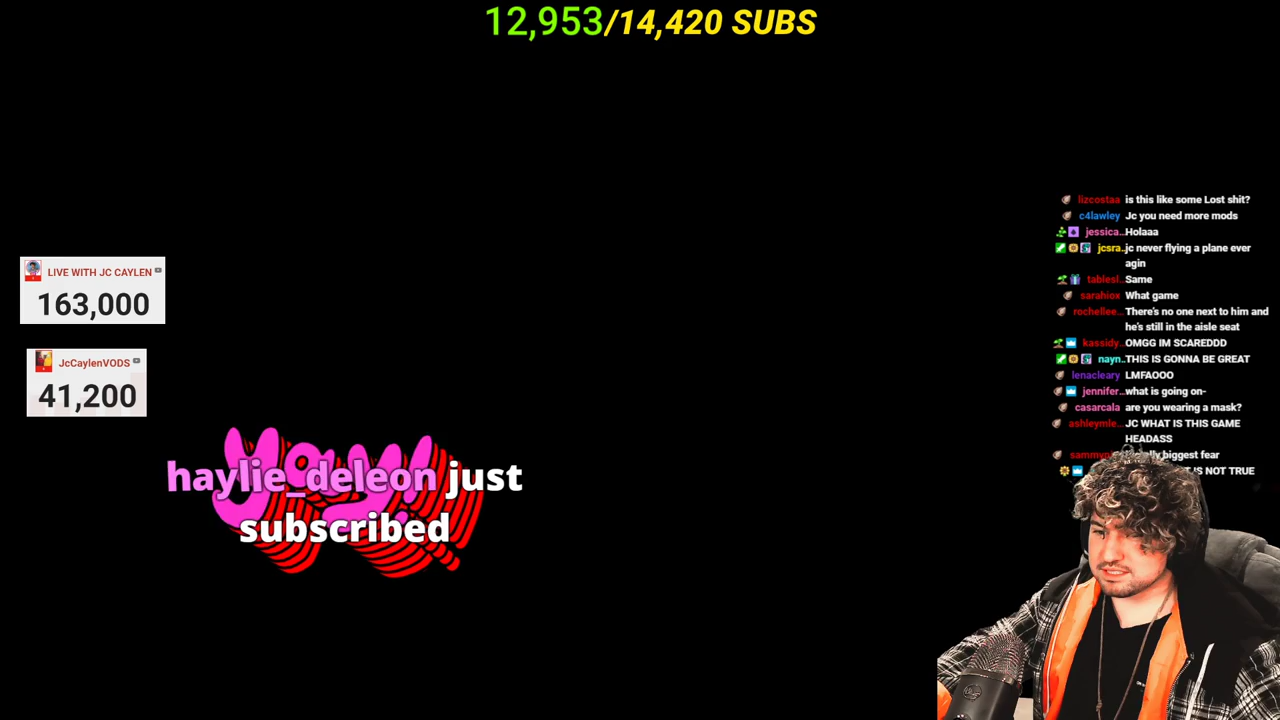 12,953/14,420 SUBS
LIVE WITH JC CAYLEN
163,000
JcCaylenVODS
41,200
yay!
haylie_deleon just
subscribed
lizcostaa is this like some Lost shit?
c4lawley Jc you need more mods
jessica.. Holaaa
jcsra.. jc never flying a plane ever
agin
tablesl.. Same
sarahiox What game
rochellee.. There's no one next to him and
he's still in the aisle seat
kassidy.. OMGG IM SCAREDDD
nayn.. THIS IS GONNA BE GREAT
lenacleary LMFAOOO
jennifer.. what is going on-
casarcala are you wearing a mask?
ashleymle.. JC WHAT IS THIS GAME
HEADASS
biggest fear
IS NOT TRUE